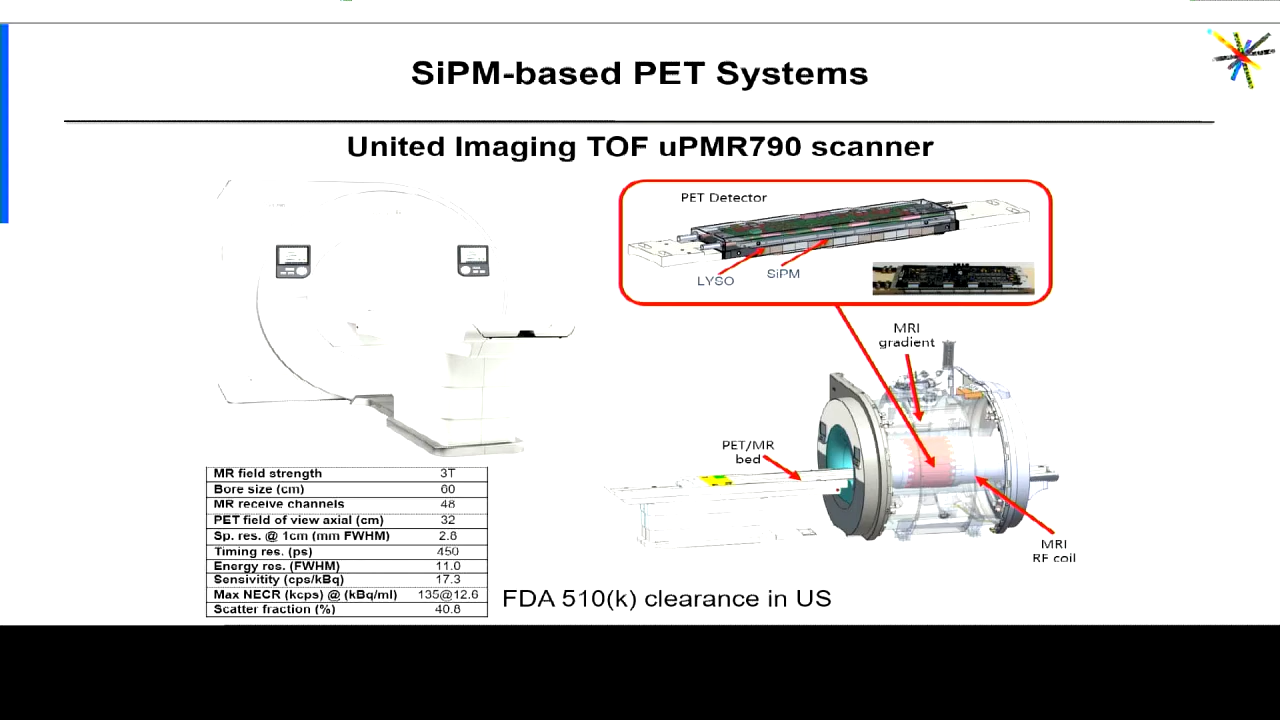 SiPM-based PET Systems
United Imaging TOF uPMR790 scanner
PET Detector
LYSO
SiPM
MRI
gradient
PET/MR
bed
MRI
RF coil
MR field strength 3T
Bore size (cm) 60
MR receive channels 48
PET field of view axial (cm) 32
Sp. res. @ 1cm (mm FWHM) 2.8
Timing res. (ps) 450
Energy res. (FWHM) 11.0
Sensivitity (cps/kBq) 17.3
Max NECR (kcps) @ (kBq/ml) 135@12.6
Scatter fraction (%) 40.8
FDA 510(k) clearance in US